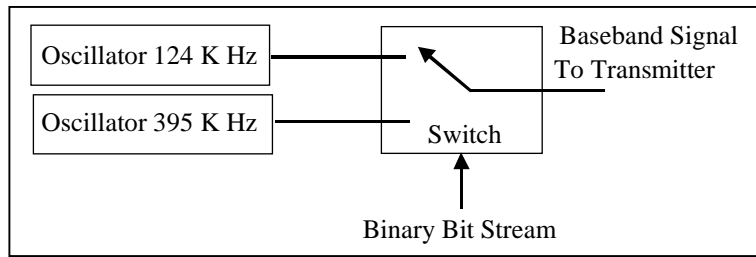 Oscillator 124 K Hz
Oscillator 395 K Hz
Switch
Baseband Signal
To Transmitter
Binary Bit Stream